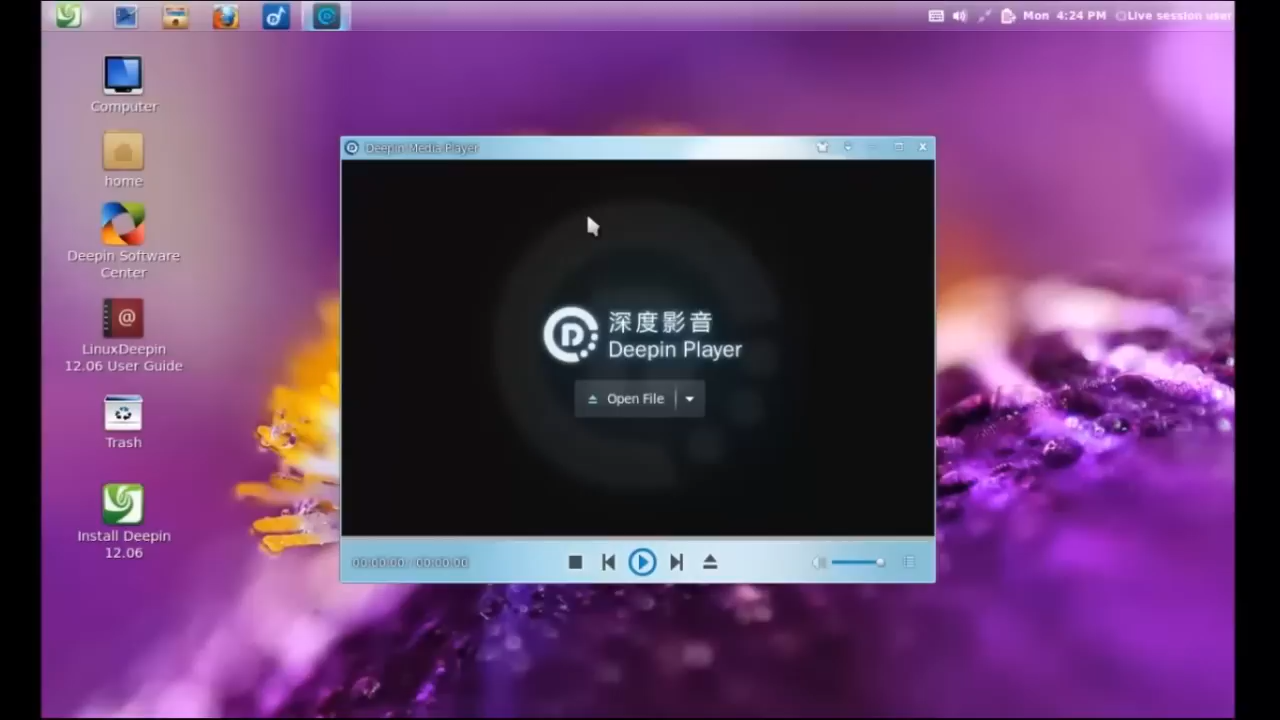 Mon 4:24 PM
Live session user
Computer
home
Deepin Software
Center
@
LinuxDeepin
12.06 User Guide
Trash
Install Deepin
12.06
Deepin Media Player
深度影音
Deepin Player
Open File
00:00:00 / 00:00:00